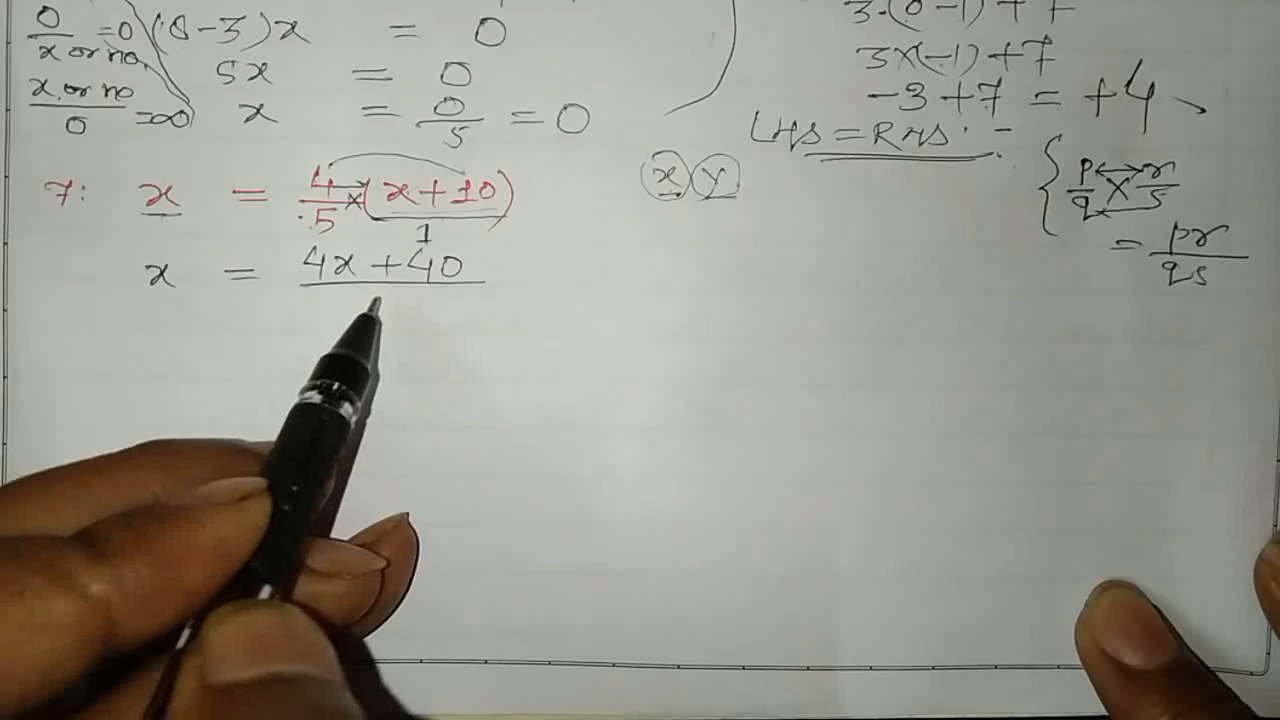 0/x or no = 0 (8-3)x = 0
5x = 0
x or no/0 = ∞ x = 0/5 = 0
7: x = 4/5 × (x+10)/1
x = 4x+40
3×(-1)+7
-3+7 = +4
LHS = RHS
x y
p/q × r/s
= pr/qs